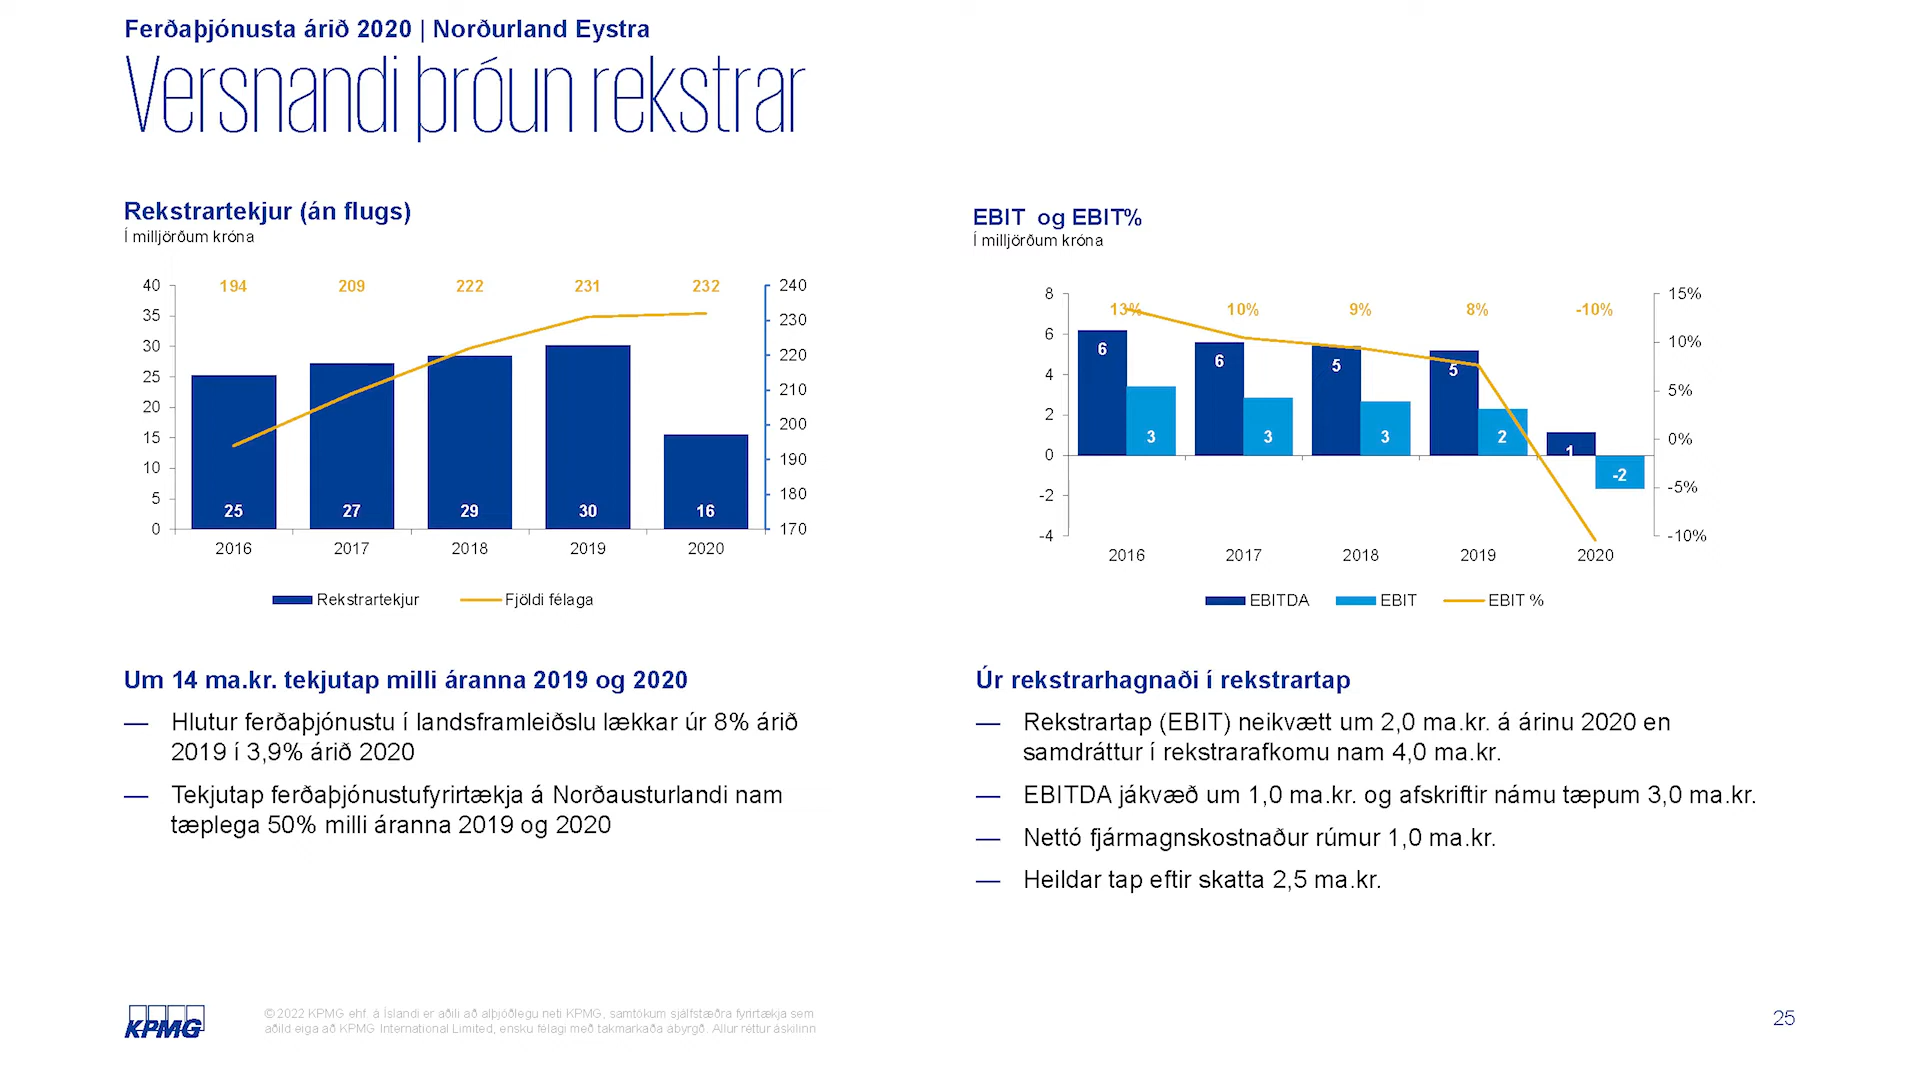 Ferðaþjónusta árið 2020 | Norðurland Eystra
Versnandi þróun rekstrar
Rekstrartekjur (án flugs)
Í milljörðum króna
40 194 209 222 231 232 240
35 230
30 220
25 210
20 200
15 190
10 180
5
0 170
25 27 29 30 16
2016 2017 2018 2019 2020
Rekstrartekjur Fjöldi félaga
EBIT og EBIT%
Í milljörðum króna
8 15%
13% 10% 9% 8% -10%
6 10%
4 5%
2 0%
0 -5%
-2 -10%
-4
6 6 5 5 1
3 3 3 2 -2
2016 2017 2018 2019 2020
EBITDA EBIT EBIT %
Um 14 ma.kr. tekjutap milli áranna 2019 og 2020
— Hlutur ferðaþjónustu í landsframleiðslu lækkar úr 8% árið
2019 í 3,9% árið 2020
— Tekjutap ferðaþjónustufyrirtækja á Norðausturlandi nam
tæplega 50% milli áranna 2019 og 2020
Úr rekstrarhagnaði í rekstrartap
— Rekstrartap (EBIT) neikvætt um 2,0 ma.kr. á árinu 2020 en
samdráttur í rekstrarafkomu nam 4,0 ma.kr.
— EBITDA jákvæð um 1,0 ma.kr. og afskriftir námu tæpum 3,0 ma.kr.
— Nettó fjármagnskostnaður rúmur 1,0 ma.kr.
— Heildar tap eftir skatta 2,5 ma.kr.
KPMG
© 2022 KPMG ehf. á Íslandi er aðili að alþjóðlegu neti KPMG, samtökum sjálfstæðra fyrirtækja sem
aðild eiga að KPMG International Limited, ensku félagi með takmarkaða ábyrgð. Allur réttur áskilinn
25